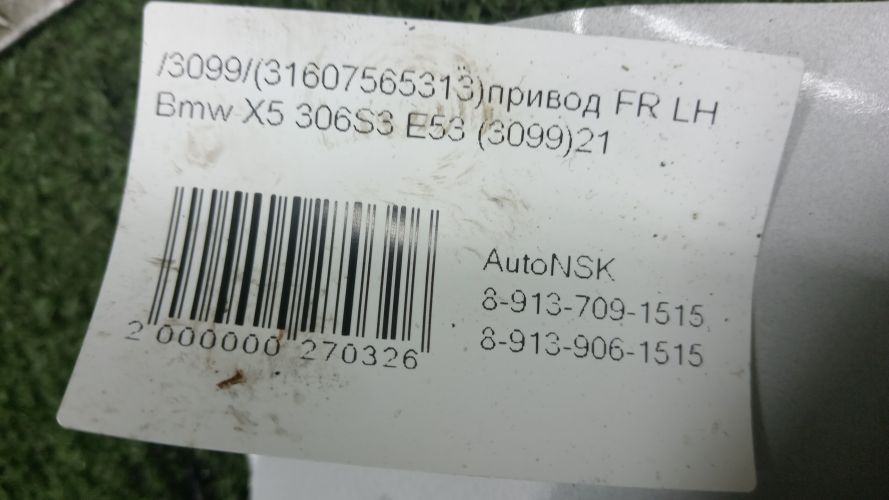 /3099/(31607565313)привод FR LH
Bmw X5 306S3 E53 (3099)21
AutoNSK
8-913-709-1515
8-913-906-1515
2 000000 270326